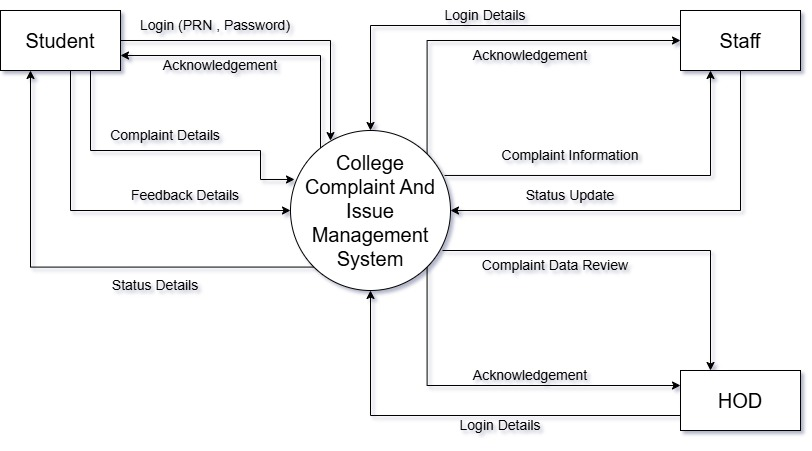 Login Details
Student
Login (PRN , Password)
Staff
Acknowledgement
Acknowledgement
Complaint Details
College
Complaint And
Issue
Management
System
Complaint Information
Feedback Details
Status Update
Status Details
Complaint Data Review
Acknowledgement
HOD
Login Details